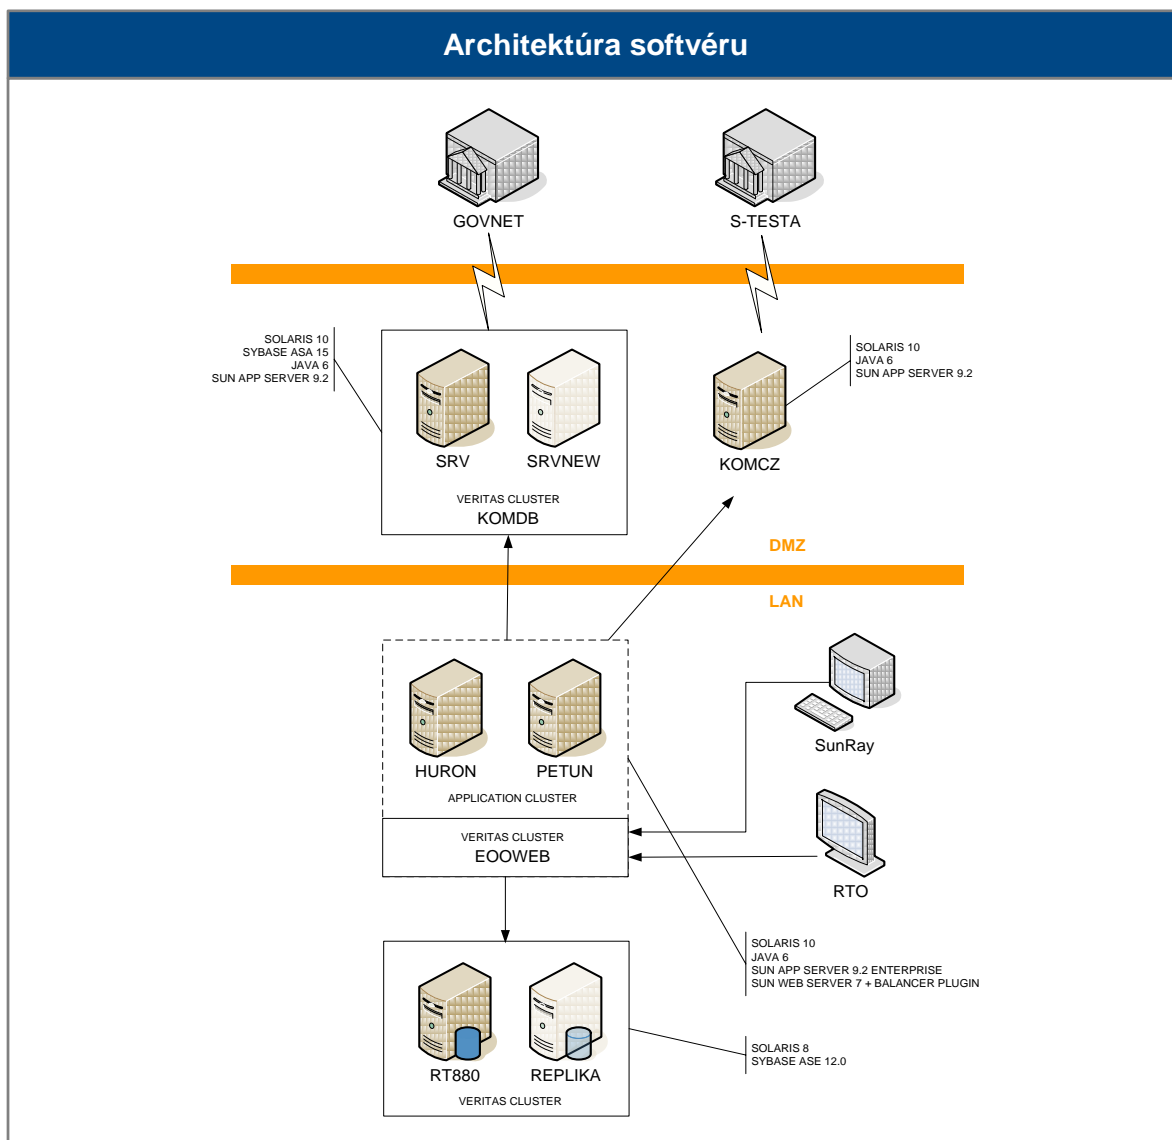 Architektúra softvéru
GOVNET
S-TESTA
SOLARIS 10
SYBASE ASA 15
JAVA 6
SUN APP SERVER 9.2
SOLARIS 10
JAVA 6
SUN APP SERVER 9.2
SRV
SRVNEW
KOMCZ
VERITAS CLUSTER
KOMDB
DMZ
LAN
HURON
PETUN
SunRay
APPLICATION CLUSTER
VERITAS CLUSTER
EOOWEB
RTO
SOLARIS 10
JAVA 6
SUN APP SERVER 9.2 ENTERPRISE
SUN WEB SERVER 7 + BALANCER PLUGIN
SOLARIS 8
SYBASE ASE 12.0
RT880
REPLIKA
VERITAS CLUSTER